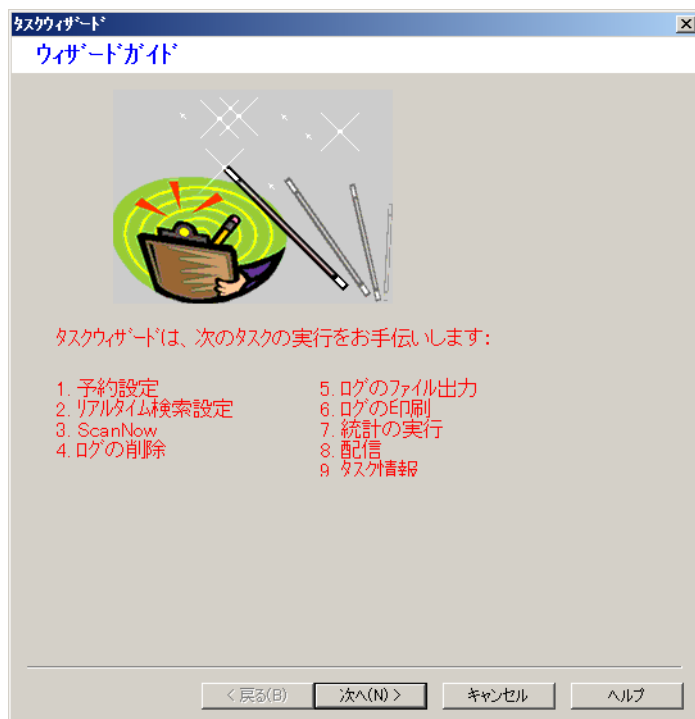 ﾀｽｸｳｨｻﾞｰﾄﾞ
ｳｨｻﾞｰﾄﾞｶﾞｲﾄﾞ
ﾀｽｸｳｨｻﾞｰﾄﾞは、次のﾀｽｸの実行をお手伝いします:
1. 予約設定
2. ﾘｱﾙﾀｲﾑ検索設定
3. ScanNow
4. ﾛｸﾞの削除
5. ﾛｸﾞのﾌｧｲﾙ出力
6. ﾛｸﾞの印刷
7. 統計の実行
8. 配信
9 ﾀｽｸ情報
< 戻る(B)
次へ(N) >
ｷｬﾝｾﾙ
ﾍﾙﾌﾟ